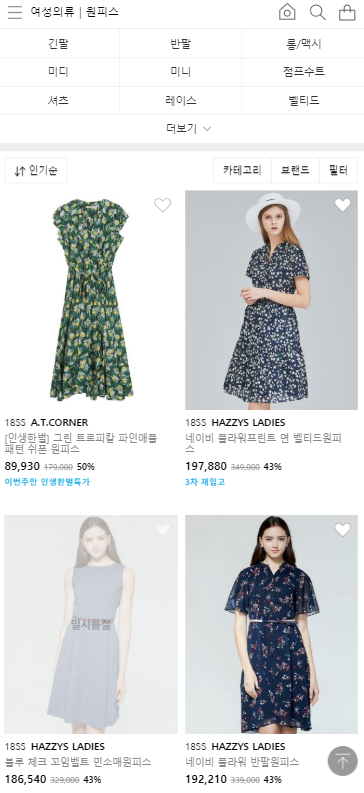 여성의류 | 원피스
긴팔 반팔 롱/맥시
미디 미니 점프수트
셔츠 레이스 벨티드
더보기
인기순 카테고리 브랜드 필터
18SS A.T.CORNER
[인생한벌] 그린 트로피칼 파인애플
패턴 쉬폰 원피스
89,930 179,000 50%
이번주만 인생한벌특가
18SS HAZZYS LADIES
네이비 플라워프린트 면 벨티드원피
스
197,880 349,000 43%
3차 재입고
일시품절
18SS HAZZYS LADIES
블루 체크 꼬임벨트 민소매원피스
186,540 329,000 43%
18SS HAZZYS LADIES
네이비 플라워 반팔원피스
192,210 339,000 43%